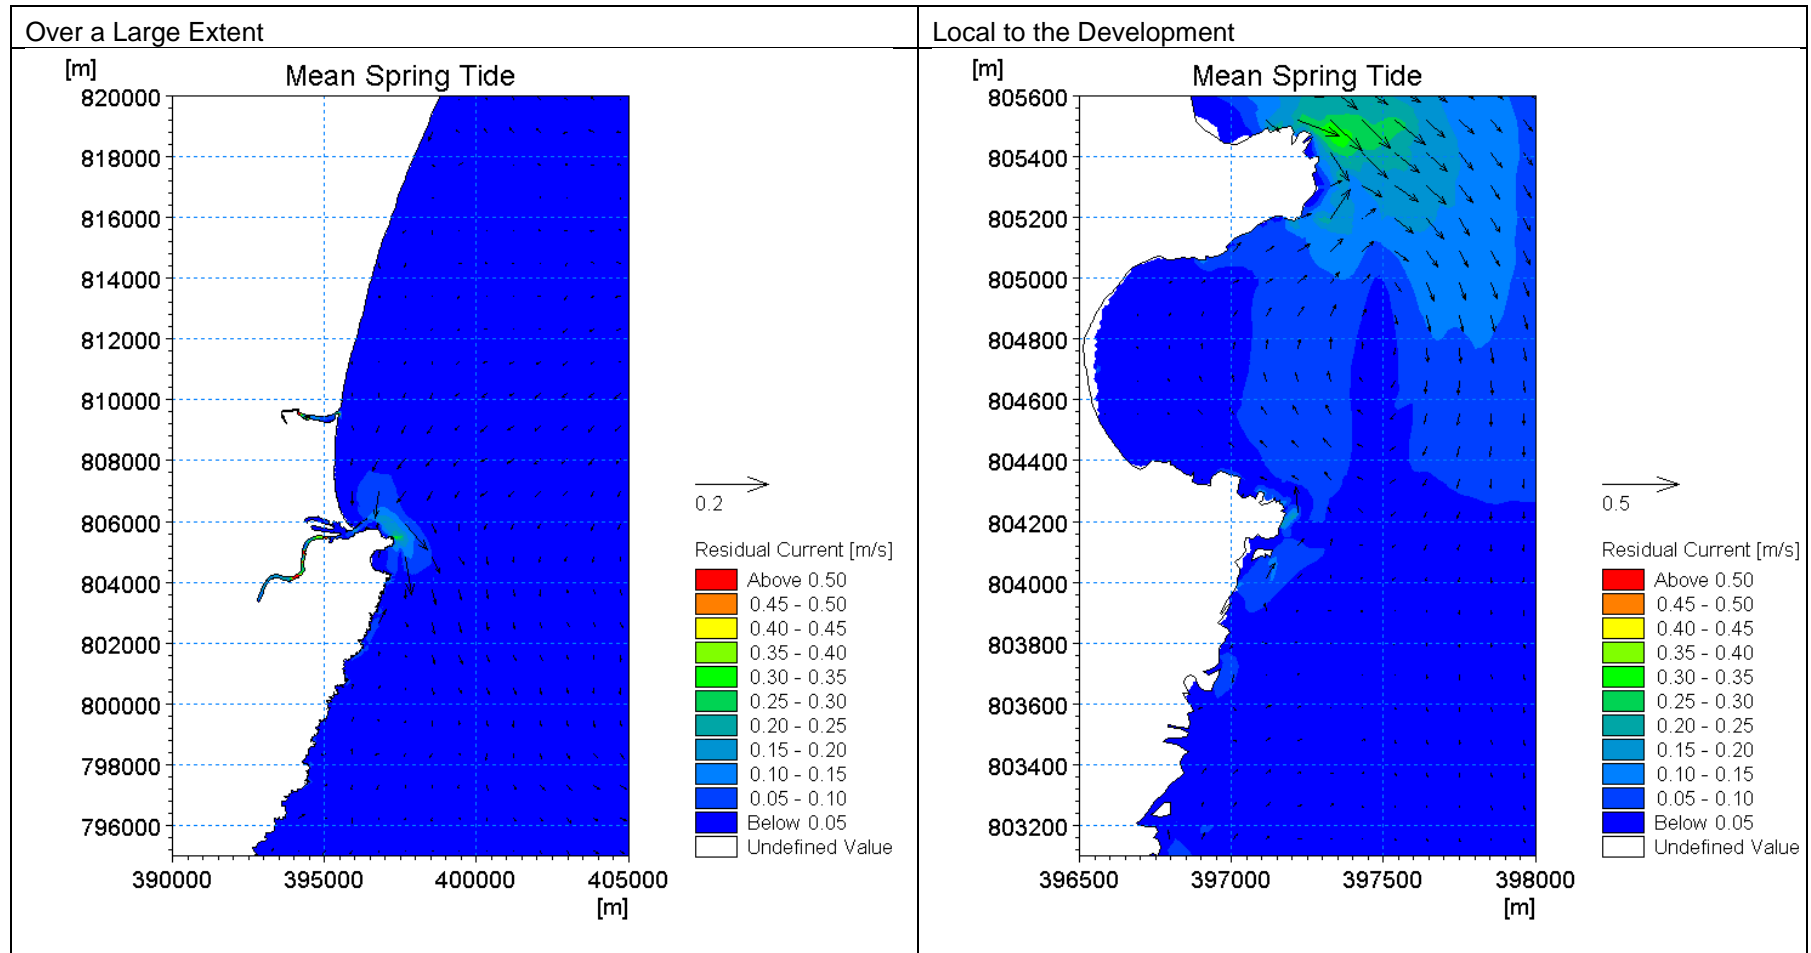 Over a Large Extent
[m]
Mean Spring Tide
820000
818000
816000
814000
812000
810000
808000
806000
804000
802000
800000
798000
796000
390000 395000 400000 405000
[m]
0.2
Residual Current [m/s]
Above 0.50
0.45 - 0.50
0.40 - 0.45
0.35 - 0.40
0.30 - 0.35
0.25 - 0.30
0.20 - 0.25
0.15 - 0.20
0.10 - 0.15
0.05 - 0.10
Below 0.05
Undefined Value
Local to the Development
[m]
Mean Spring Tide
805600
805400
805200
805000
804800
804600
804400
804200
804000
803800
803600
803400
803200
396500 397000 397500 398000
[m]
0.5
Residual Current [m/s]
Above 0.50
0.45 - 0.50
0.40 - 0.45
0.35 - 0.40
0.30 - 0.35
0.25 - 0.30
0.20 - 0.25
0.15 - 0.20
0.10 - 0.15
0.05 - 0.10
Below 0.05
Undefined Value